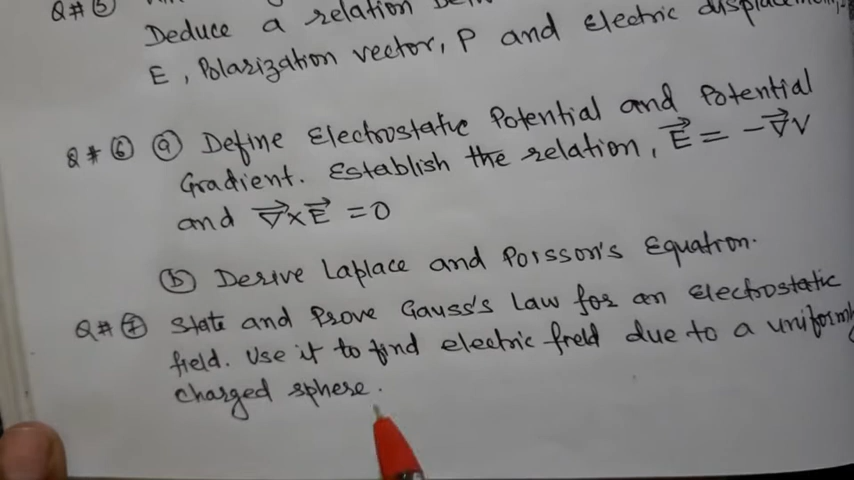 Q# ⑤
Deduce a relation
E, Polarization vector, P and electric
Q # ⑥ ⓐ Define Electrostatic Potential and Potential
Gradient. Establish the relation, E⃗ = -∇⃗V
and ∇⃗×E⃗ = 0
ⓑ Derive Laplace and Poisson's Equation.
Q# ⑦ State and Prove Gauss's Law for an electrostatic
field. Use it to find electric field due to a uniformly
charged sphere.